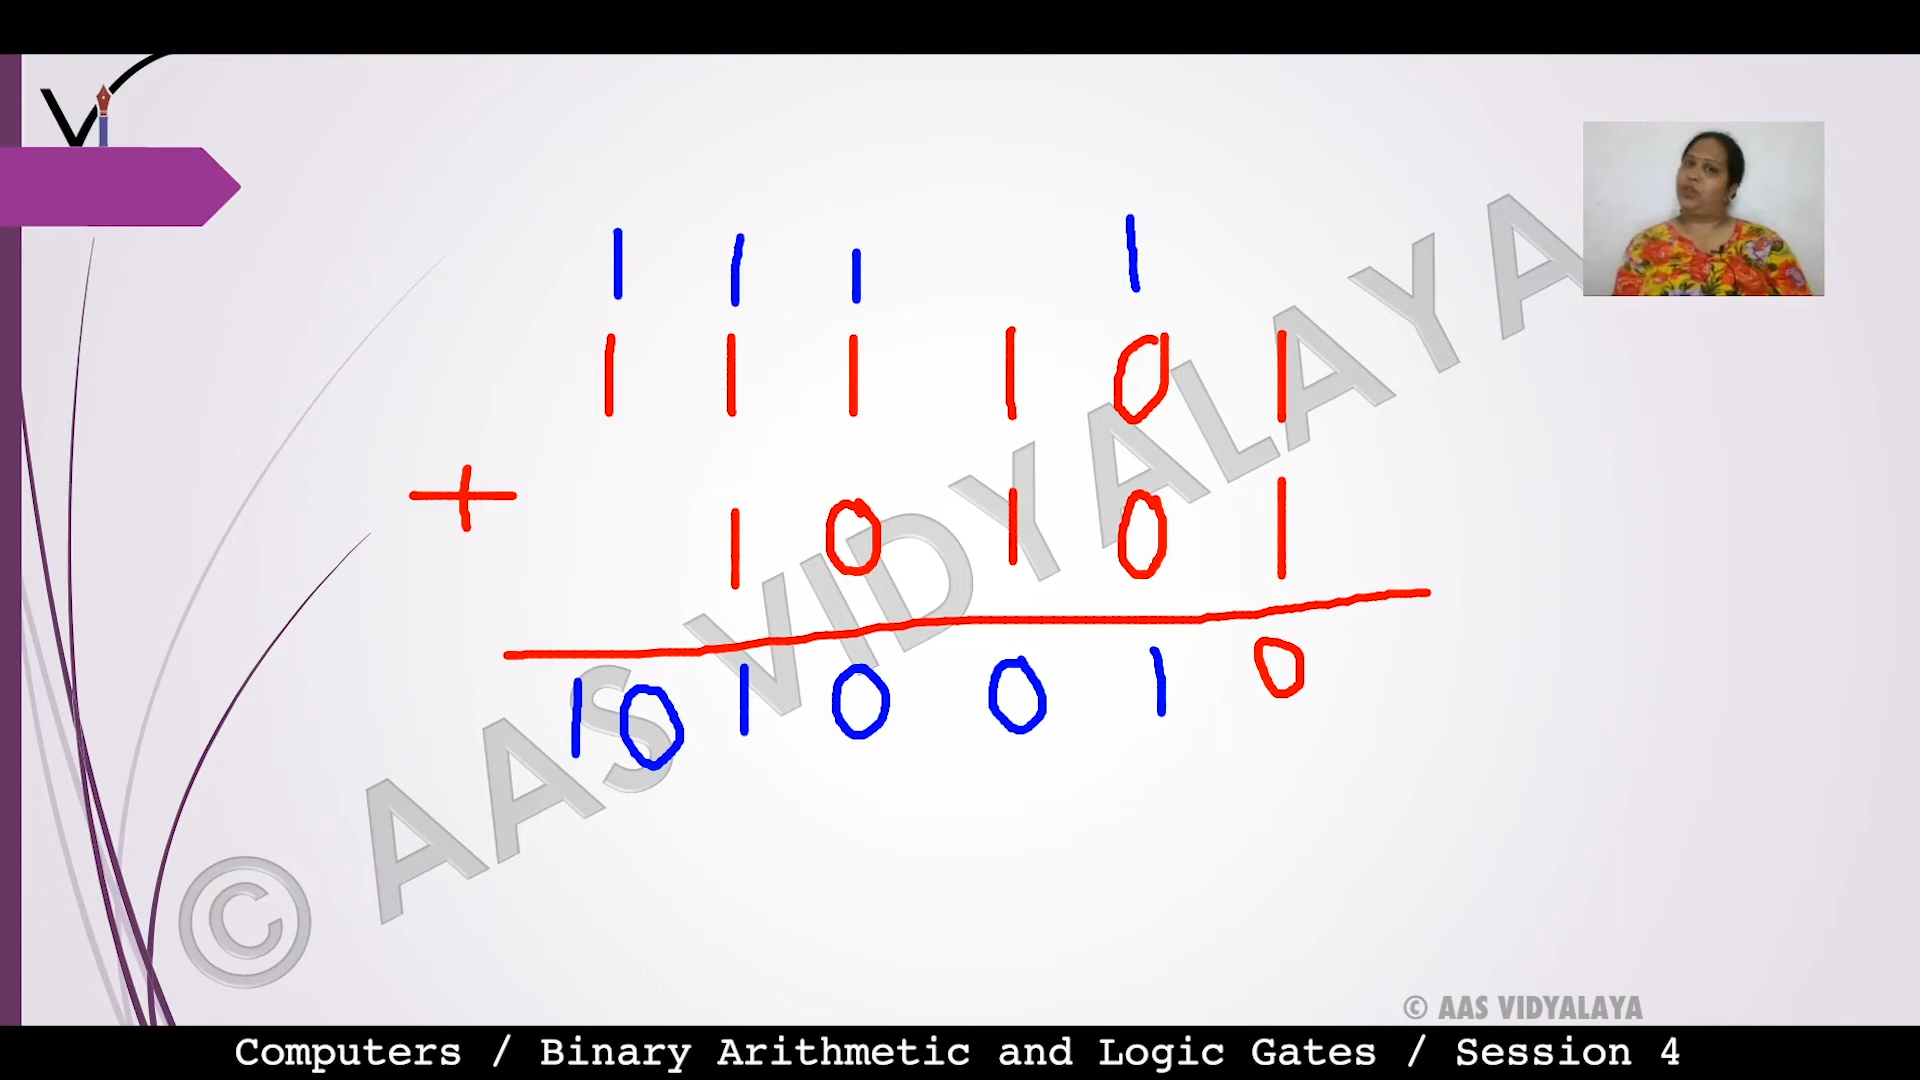 Vi
1 1 1 1
1 1 1 1 0 1
+ 1 0 1 0 1
1 0 1 0 0 1 0
© AAS VIDYALAYA
© AAS VIDYALAYA
Computers / Binary Arithmetic and Logic Gates / Session 4